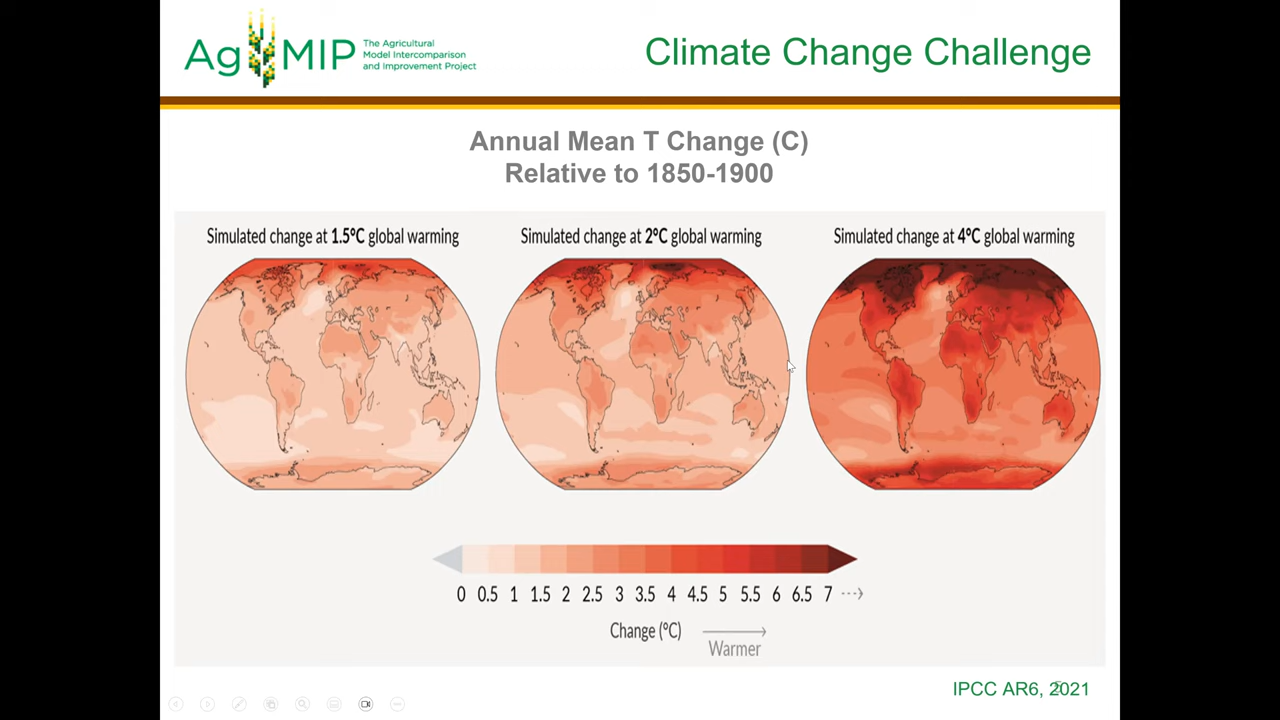 AgMIP
The Agricultural
Model Intercomparison
and Improvement Project
Climate Change Challenge
Annual Mean T Change (C)
Relative to 1850-1900
Simulated change at 1.5°C global warming
Simulated change at 2°C global warming
Simulated change at 4°C global warming
0 0.5 1 1.5 2 2.5 3 3.5 4 4.5 5 5.5 6 6.5 7
Change (°C)
Warmer
IPCC AR6, 2021